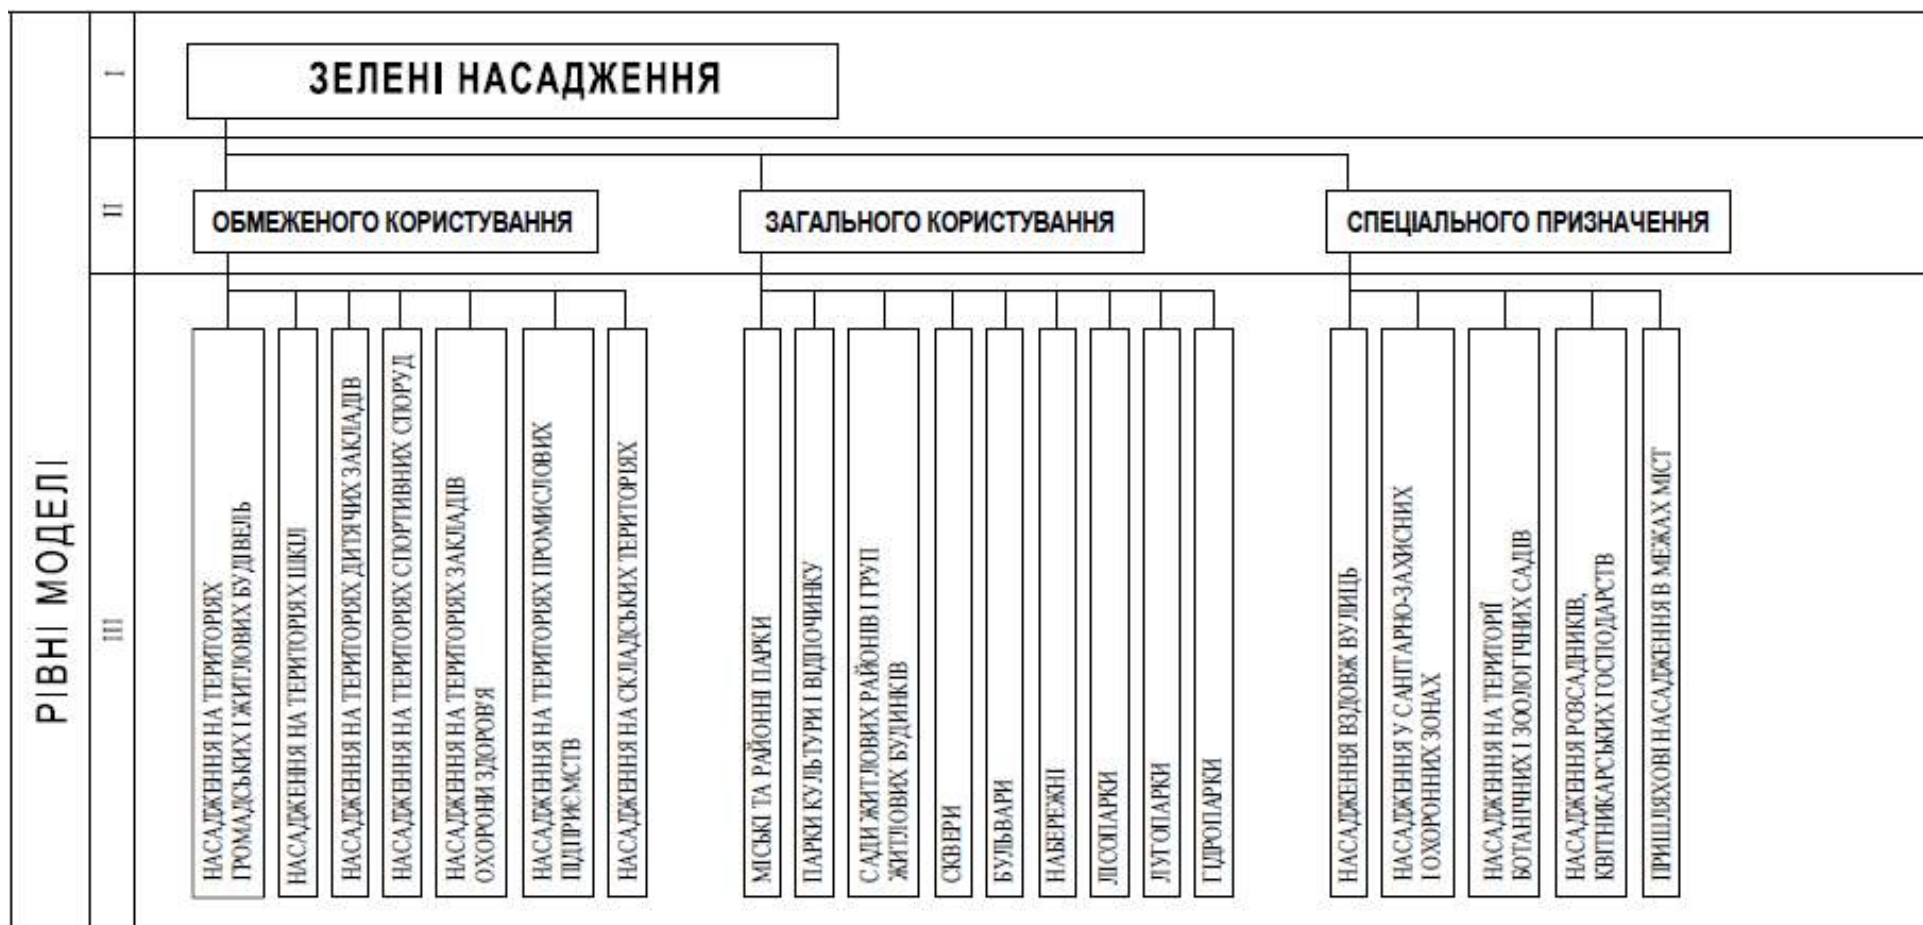 РІВНІ МОДЕЛІ
I
ЗЕЛЕНІ НАСАДЖЕННЯ
II
ОБМЕЖЕНОГО КОРИСТУВАННЯ
ЗАГАЛЬНОГО КОРИСТУВАННЯ
СПЕЦІАЛЬНОГО ПРИЗНАЧЕННЯ
III
НАСАДЖЕННЯ НА ТЕРИТОРІЯХ
ГРОМАДСЬКИХ І ЖИТЛОВИХ БУДІВЕЛЬ
НАСАДЖЕННЯ НА ТЕРИТОРІЯХ ШКІЛ
НАСАДЖЕННЯ НА ТЕРИТОРІЯХ ДИТЯЧИХ ЗАКЛАДІВ
НАСАДЖЕННЯ НА ТЕРИТОРІЯХ СПОРТИВНИХ СПОРУД
НАСАДЖЕННЯ НА ТЕРИТОРІЯХ ЗАКЛАДІВ
ОХОРОНИ ЗДОРОВ'Я
НАСАДЖЕННЯ НА ТЕРИТОРІЯХ ПРОМИСЛОВИХ
ПІДПРИЄМСТВ
НАСАДЖЕННЯ НА СКЛАДСЬКИХ ТЕРИТОРІЯХ
МІСЬКІ ТА РАЙОННІ ПАРКИ
ПАРКИ КУЛЬТУРИ І ВІДПОЧИНКУ
САДИ ЖИТЛОВИХ РАЙОНІВ І ГРУП
ЖИТЛОВИХ БУДИНКІВ
СКВЕРИ
БУЛЬВАРИ
НАБЕРЕЖНІ
ЛІСОПАРКИ
ЛУГОПАРКИ
ГІДРОПАРКИ
НАСАДЖЕННЯ ВЗДОВЖ ВУЛИЦЬ
НАСАДЖЕННЯ У САНІТАРНО-ЗАХИСНИХ
І ОХОРОННИХ ЗОНАХ
НАСАДЖЕННЯ НА ТЕРИТОРІЇ
БОТАНІЧНИХ І ЗООЛОГІЧНИХ САДІВ
НАСАДЖЕННЯ РОЗСАДНИКІВ,
КВІТНИКАРСЬКИХ ГОСПОДАРСТВ
ПРИШЛЯХОВІ НАСАДЖЕННЯ В МЕЖАХ МІСТ